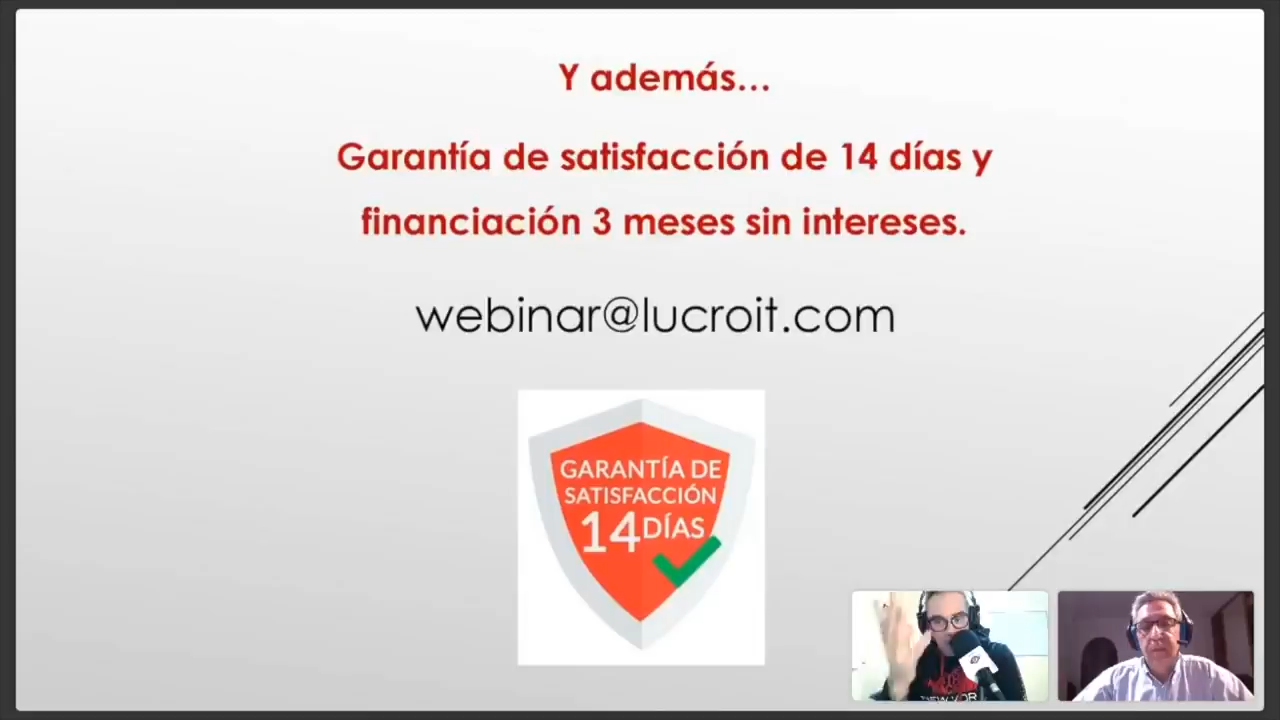 Y además...
Garantía de satisfacción de 14 días y
financiación 3 meses sin intereses.
webinar@lucroit.com
GARANTÍA DE
SATISFACCIÓN
14 DÍAS